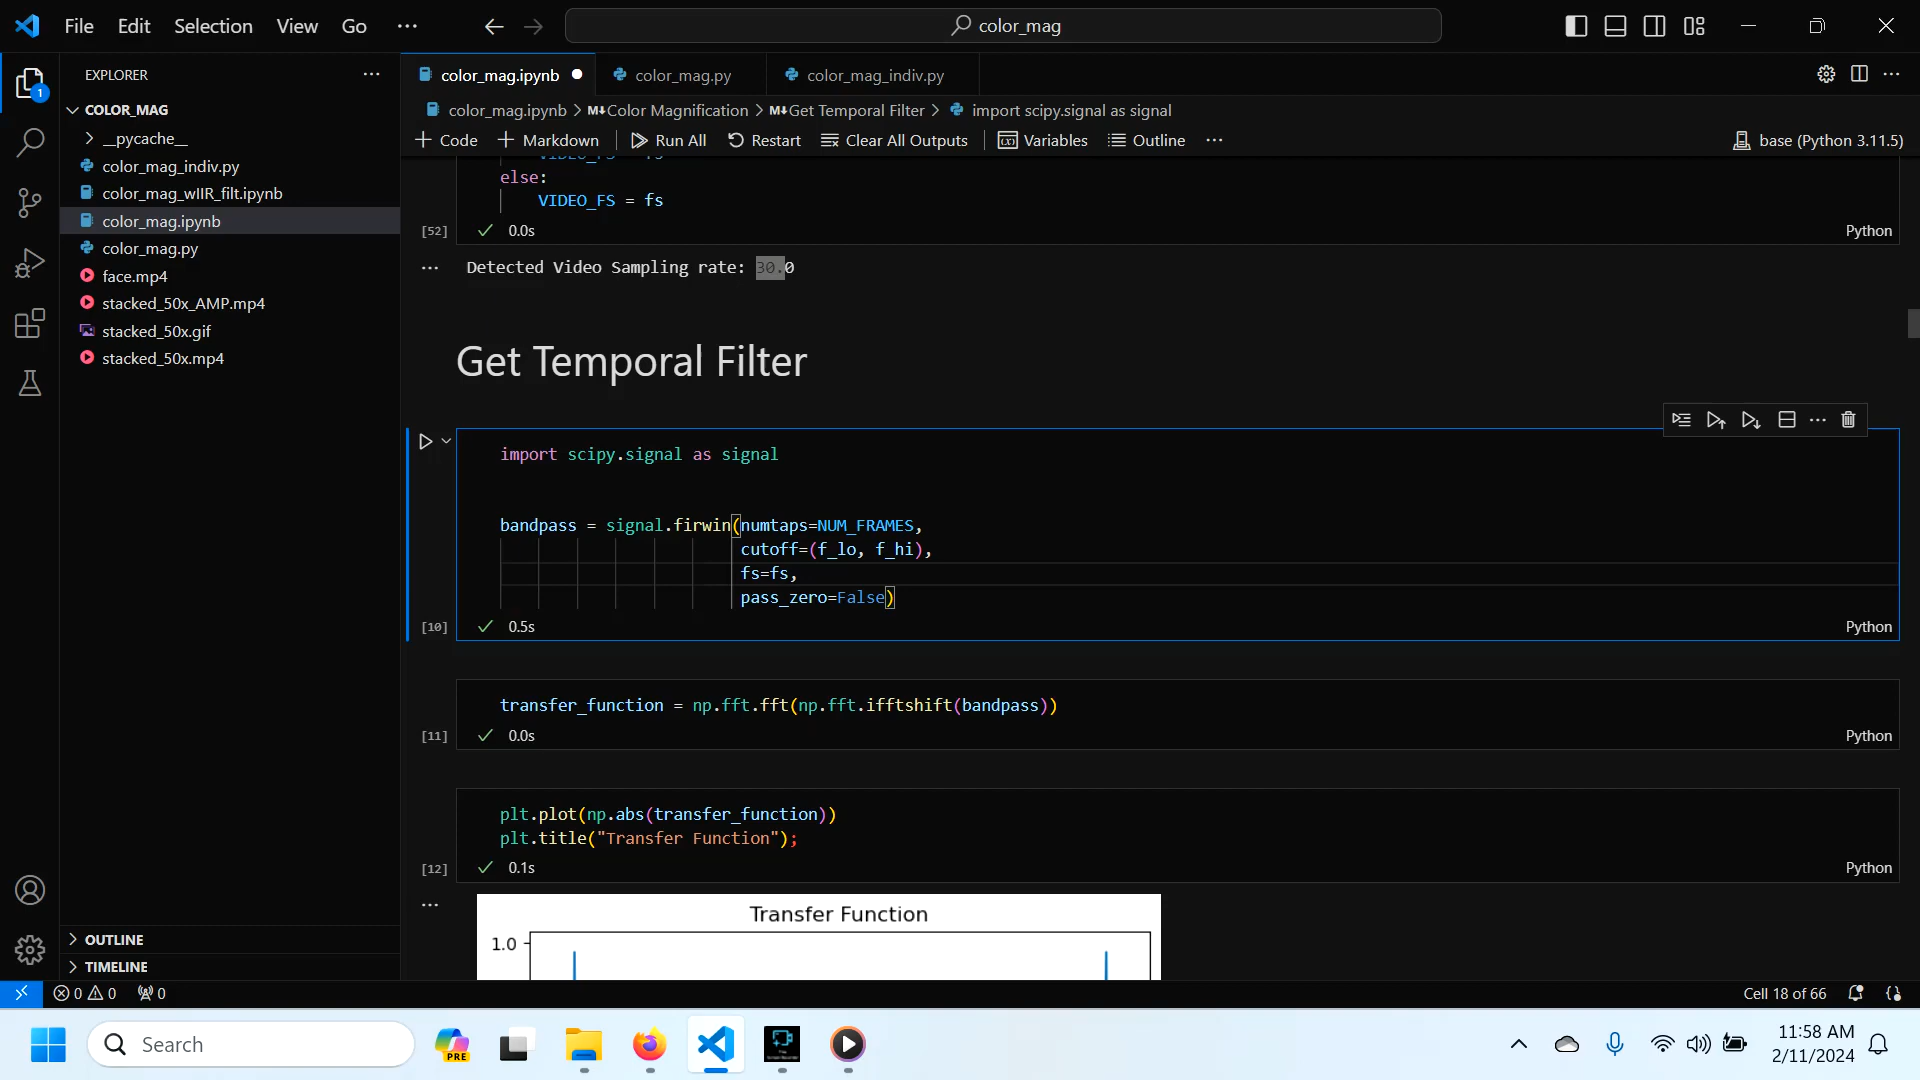 File Edit Selection View Go ···
color_mag
EXPLORER
1
COLOR_MAG
__pycache__
color_mag_indiv.py
color_mag_wIIR_filt.ipynb
color_mag.ipynb
color_mag.py
face.mp4
stacked_50x_AMP.mp4
stacked_50x.gif
stacked_50x.mp4
OUTLINE
TIMELINE
color_mag.ipynb color_mag.py color_mag_indiv.py
color_mag.ipynb > M↓Color Magnification > M↓Get Temporal Filter > import scipy.signal as signal
+ Code + Markdown Run All Restart Clear All Outputs Variables Outline ··· base (Python 3.11.5)
else:
VIDEO_FS = fs
[52] 0.0s Python
Detected Video Sampling rate: 30.0
Get Temporal Filter
import scipy.signal as signal
bandpass = signal.firwin(numtaps=NUM_FRAMES,
cutoff=(f_lo, f_hi),
fs=fs,
pass_zero=False)
[10] 0.5s Python
transfer_function = np.fft.fft(np.fft.ifftshift(bandpass))
[11] 0.0s Python
plt.plot(np.abs(transfer_function))
plt.title("Transfer Function");
[12] 0.1s Python
Transfer Function
1.0
0 0 0 Cell 18 of 66
Search
PRE
11:58 AM
2/11/2024